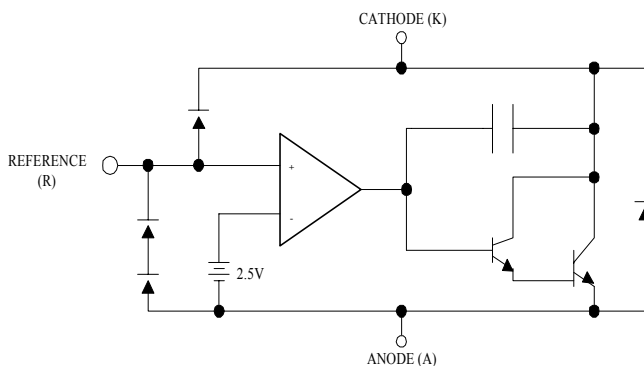 CATHODE (K)
REFERENCE
(R)
+
-
2.5V
ANODE (A)